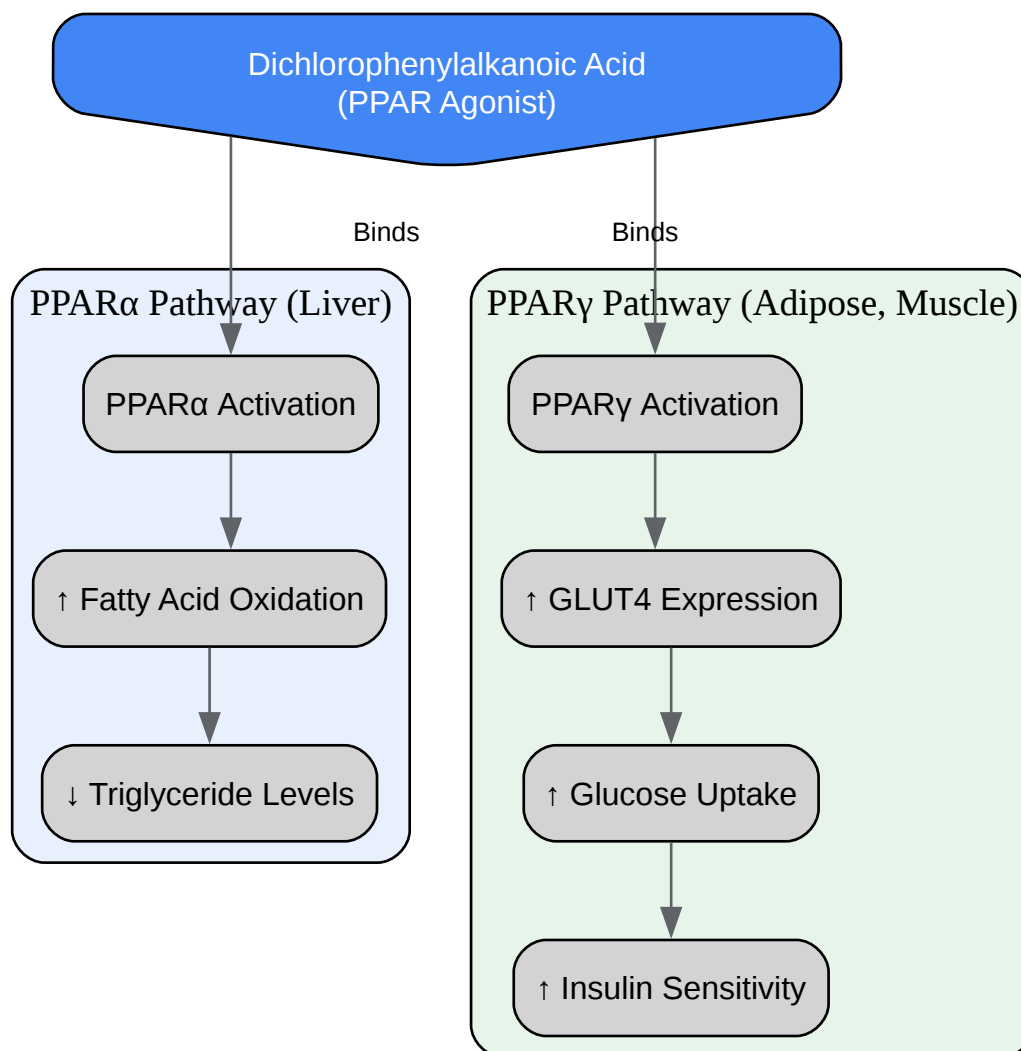 Dichlorophenylalkanoic Acid
(PPAR Agonist)
Binds
Binds
PPARα Pathway (Liver)
PPARγ Pathway (Adipose, Muscle)
PPARα Activation
PPARγ Activation
↑ Fatty Acid Oxidation
↑ GLUT4 Expression
↓ Triglyceride Levels
↑ Glucose Uptake
↑ Insulin Sensitivity